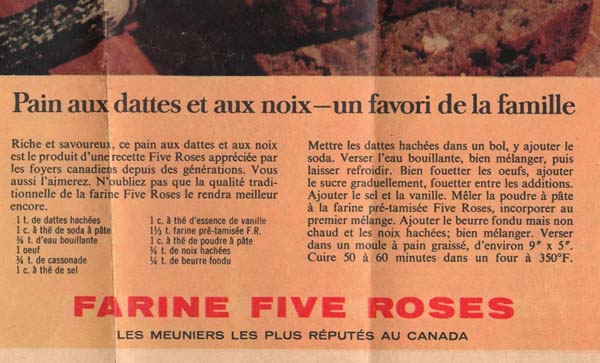 Pain aux dattes et aux noix—un favori de la famille
Riche et savoureux, ce pain aux dattes et aux noix
est le produit d'une recette Five Roses appréciée par
les foyers canadiens depuis des générations. Vous
aussi l'aimerez. N'oubliez pas que la qualité tradi-
tionnelle de la farine Five Roses le rendra meilleur
encore.
1 t. de dattes hachées
1 c. à thé de soda à pâte
¾ t. d'eau bouillante
1 oeuf
¾ t. de cassonade
1 c. à thé de sel
1 c. à thé d'essence de vanille
1½ t. farine pré-tamisée F.R.
1 c. à thé de poudre à pâte
¾ t. de noix hachées
¼ t. de beurre fondu
Mettre les dattes hachées dans un bol, y ajouter le
soda. Verser l'eau bouillante, bien mélanger, puis
laisser refroidir. Bien fouetter les oeufs, ajouter
le sucre graduellement, fouetter entre les additions.
Ajouter le sel et la vanille. Mêler la poudre à pâte
à la farine pré-tamisée Five Roses, incorporer au
premier mélange. Ajouter le beurre fondu mais non
chaud et les noix hachées; bien mélanger. Verser
dans un moule à pain graissé, d'environ 9″ x 5″.
Cuire 50 à 60 minutes dans un four à 350°F.
FARINE FIVE ROSES
LES MEUNIERS LES PLUS RÉPUTÉS AU CANADA